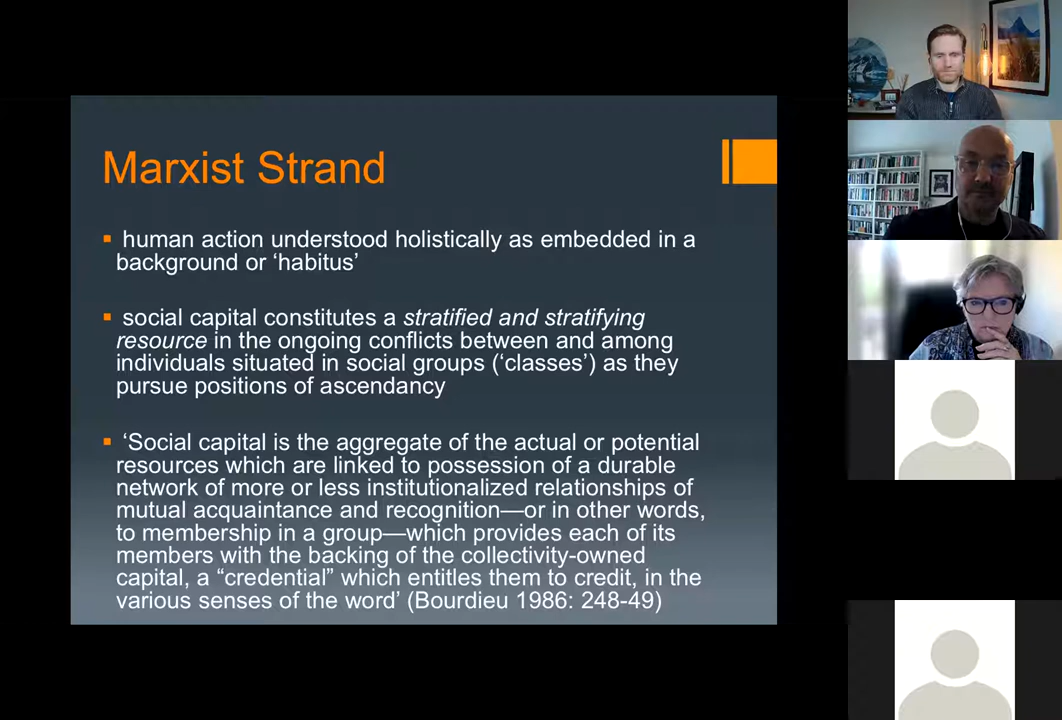 Marxist Strand
▪ human action understood holistically as embedded in a
background or ‘habitus’
▪ social capital constitutes a stratified and stratifying
resource in the ongoing conflicts between and among
individuals situated in social groups (‘classes’) as they
pursue positions of ascendancy
▪ ‘Social capital is the aggregate of the actual or potential
resources which are linked to possession of a durable
network of more or less institutionalized relationships of
mutual acquaintance and recognition—or in other words,
to membership in a group—which provides each of its
members with the backing of the collectivity-owned
capital, a “credential” which entitles them to credit, in the
various senses of the word’ (Bourdieu 1986: 248-49)